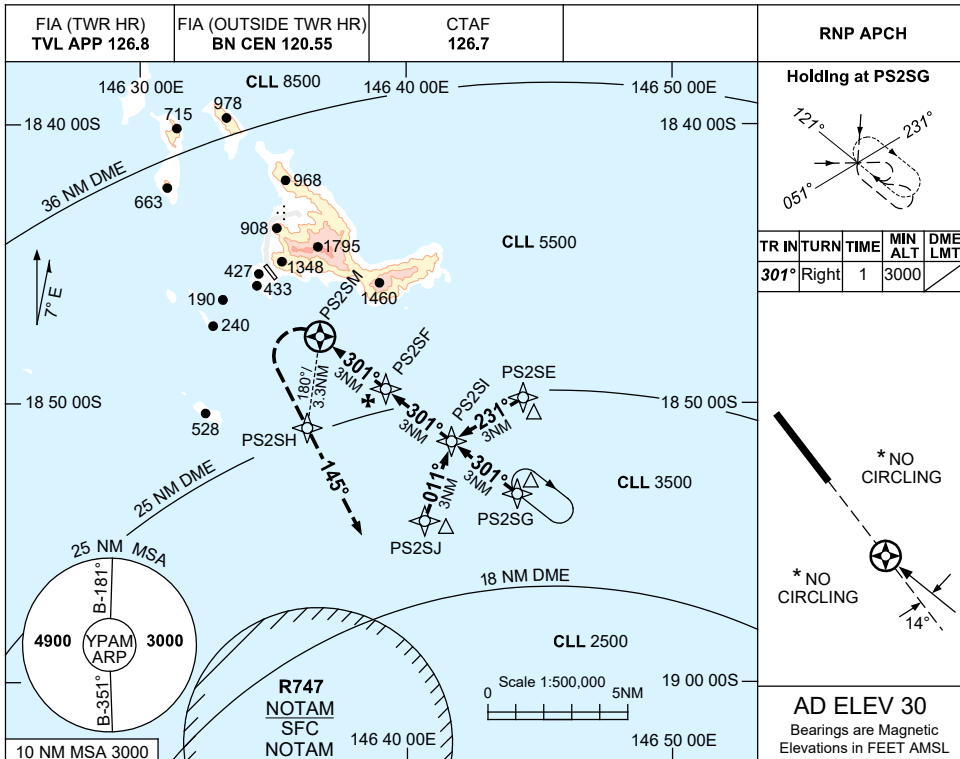 FIA (TWR HR)
TVL APP 126.8
FIA (OUTSIDE TWR HR)
BN CEN 120.55
CTAF
126.7
RNP APCH
146 30 00E
CLL 8500
146 40 00E
146 50 00E
18 40 00S
18 40 00S
715
978
36 NM DME
663
968
908
1795
CLL 5500
427
1348
433
1460
190
240
7° E
PS2SM
PS2SF
PS2SI
PS2SE
301°
3NM
301°
3NM
231°
3NM
301°
3NM
011°
3NM
180°/
3.3NM
145°
PS2SH
PS2SG
PS2SJ
18 50 00S
18 50 00S
528
25 NM DME
CLL 3500
18 NM DME
CLL 2500
25 NM MSA
B-181°
4900
YPAM
ARP
3000
B-351°
10 NM MSA 3000
R747
NOTAM
SFC
NOTAM
Scale 1:500,000
0
5NM
19 00 00S
146 40 00E
146 50 00E
Holding at PS2SG
121°
231°
051°
TR IN TURN TIME MIN ALT DME LMT
301° Right 1 3000
* NO
CIRCLING
* NO
CIRCLING
14°
AD ELEV 30
Bearings are Magnetic
Elevations in FEET AMSL